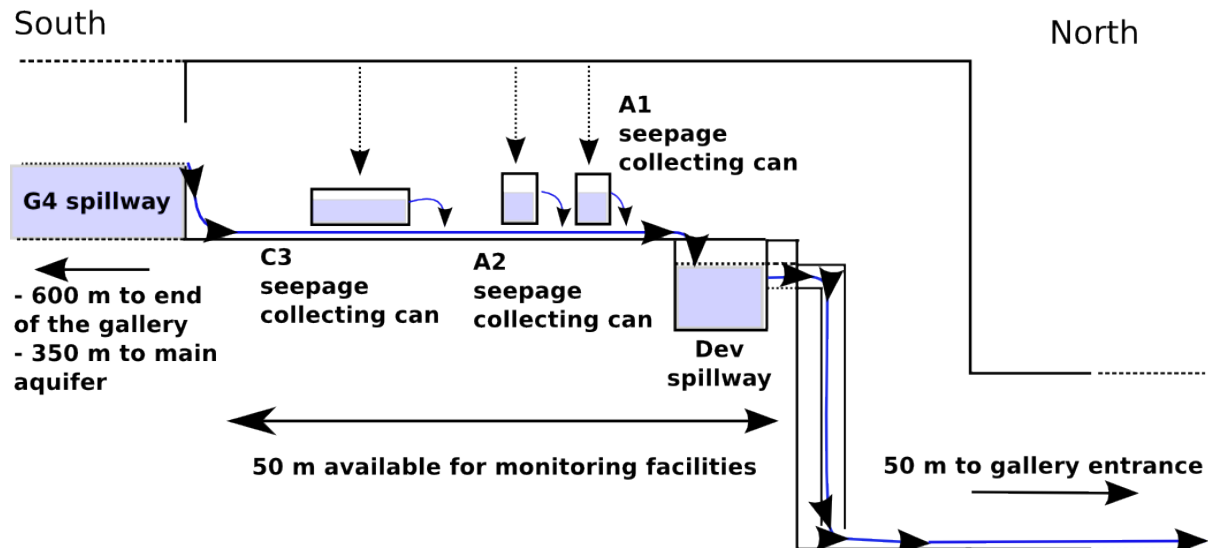 South
North
A1
seepage
collecting can
G4 spillway
C3
seepage
collecting can
A2
seepage
collecting can
- 600 m to end
of the gallery
- 350 m to main
aquifer
Dev
spillway
50 m available for monitoring facilities
50 m to gallery entrance